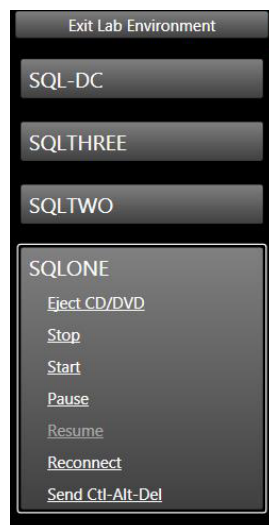 Exit Lab Environment
SQL-DC
SQLTHREE
SQLTWO
SQLONE
Eject CD/DVD
Stop
Start
Pause
Resume
Reconnect
Send Ctl-Alt-Del